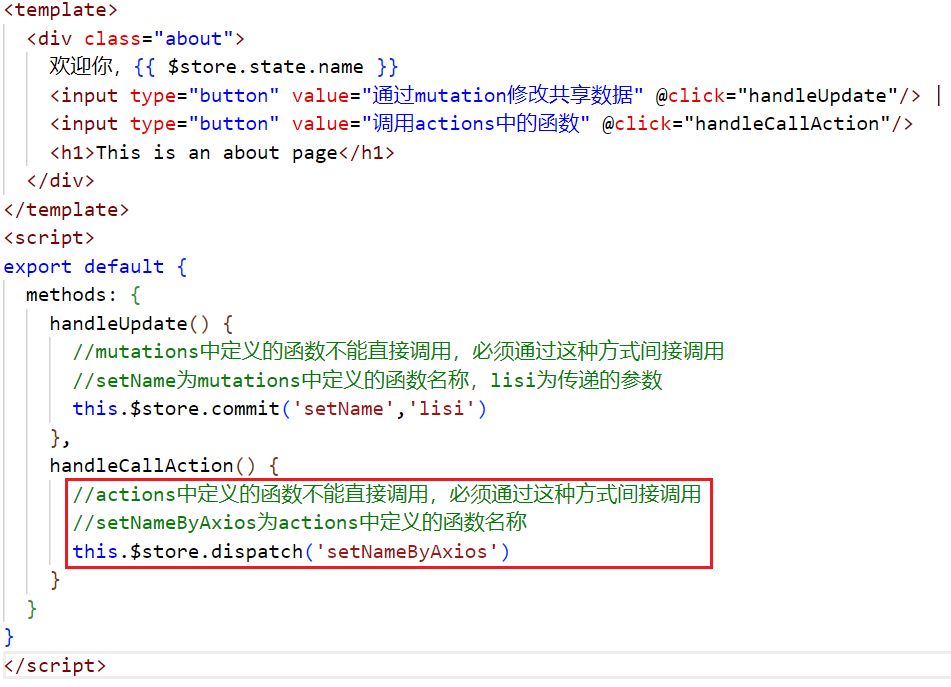 <template>
<div class="about">
欢迎你，{{ $store.state.name }}
<input type="button" value="通过mutation修改共享数据" @click="handleUpdate"/> |
<input type="button" value="调用actions中的函数" @click="handleCallAction"/>
<h1>This is an about page</h1>
</div>
</template>
<script>
export default {
methods: {
handleUpdate() {
//mutations中定义的函数不能直接调用，必须通过这种方式间接调用
//setName为mutations中定义的函数名称，lisi为传递的参数
this.$store.commit('setName','lisi')
},
handleCallAction() {
//actions中定义的函数不能直接调用，必须通过这种方式间接调用
//setNameByAxios为actions中定义的函数名称
this.$store.dispatch('setNameByAxios')
}
}
}
</script>